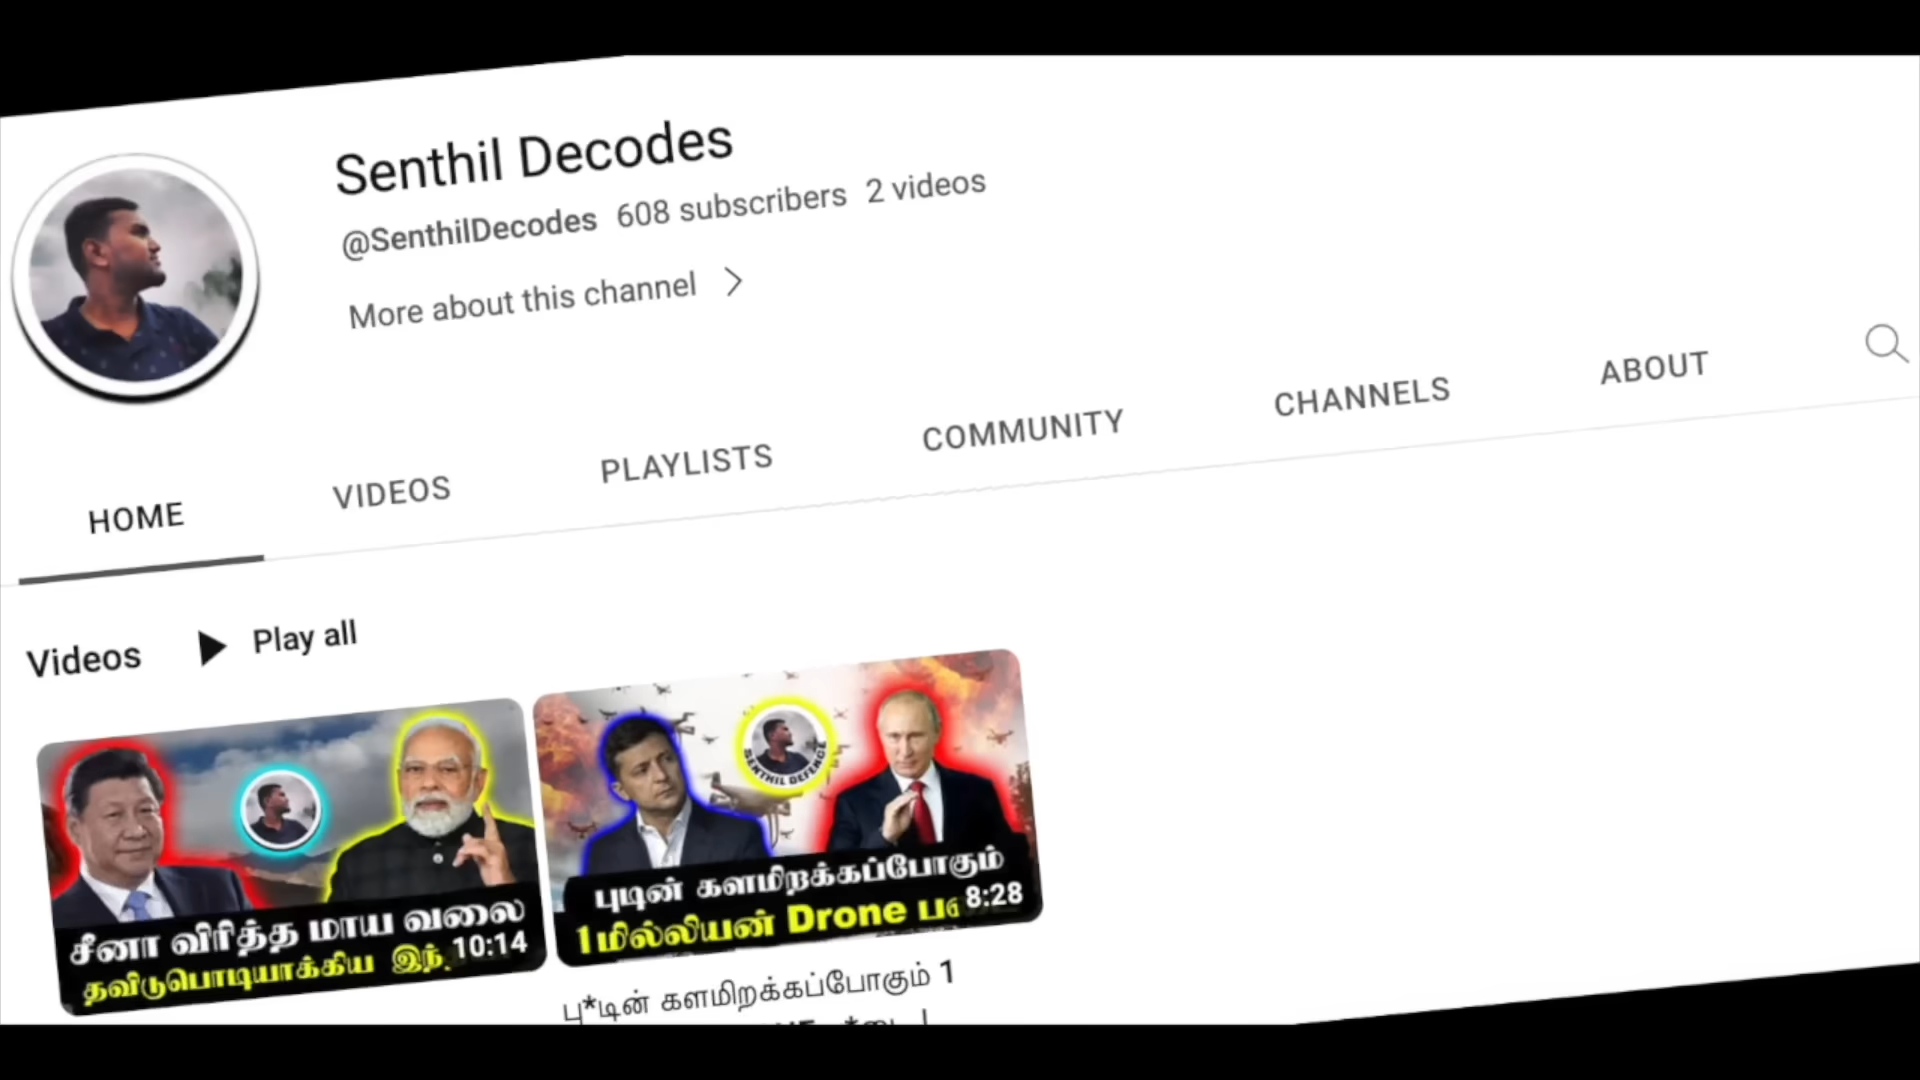 Senthil Decodes
@SenthilDecodes 608 subscribers 2 videos
More about this channel
HOME VIDEOS PLAYLISTS COMMUNITY CHANNELS ABOUT
Videos Play all
சீனா விரித்த மாய வலை
தவிடுபொடியாக்கிய
10:14
SENTHIL DEFENCE
புடின் களமிறக்கப்போகும்
1 மில்லியன் Drone
8:28
பு*டின் களமிறக்கப்போகும் 1